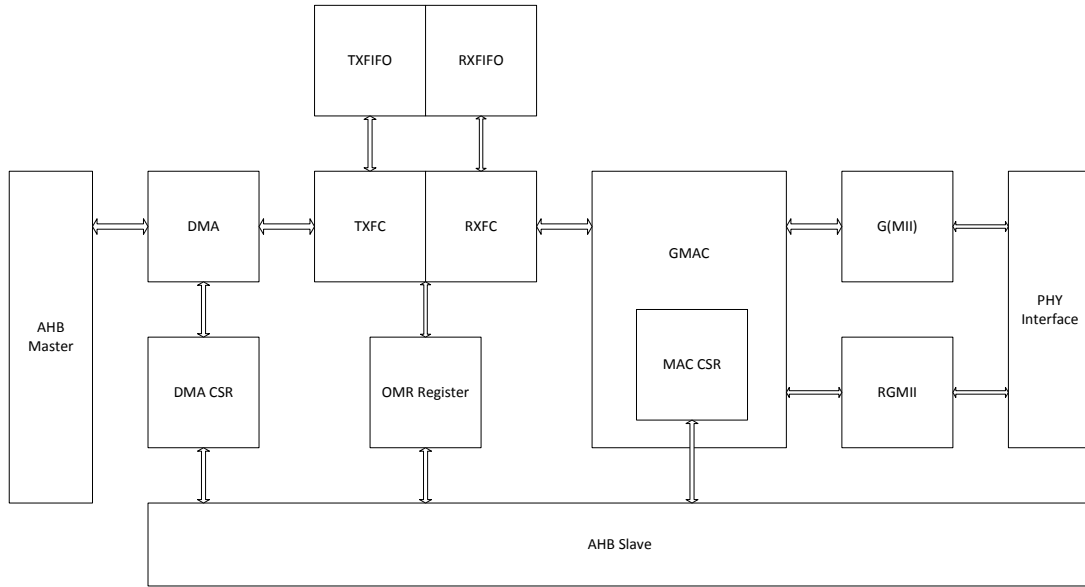 TXFIFO
RXFIFO
DMA
TXFC
RXFC
GMAC
G(MII)
AHB
Master
PHY
Interface
DMA CSR
OMR Register
MAC CSR
RGMII
AHB Slave